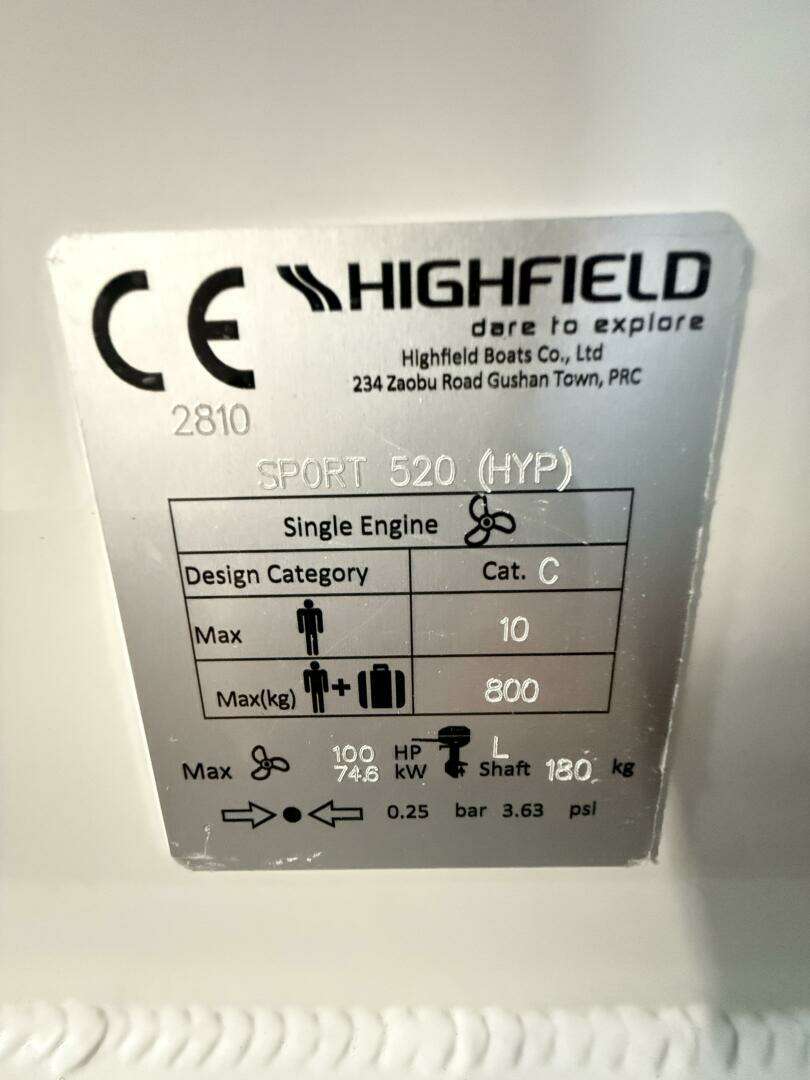 CE
HIGHFIELD
dare to explore
Highfield Boats Co., Ltd
234 Zaobu Road Gushan Town, PRC
2810
SPORT 520 (HYP)
Single Engine
Design Category Cat. C
Max 10
Max(kg) + 800
Max 100 HP L
74.6 kW Shaft 180 kg
0.25 bar 3.63 psi